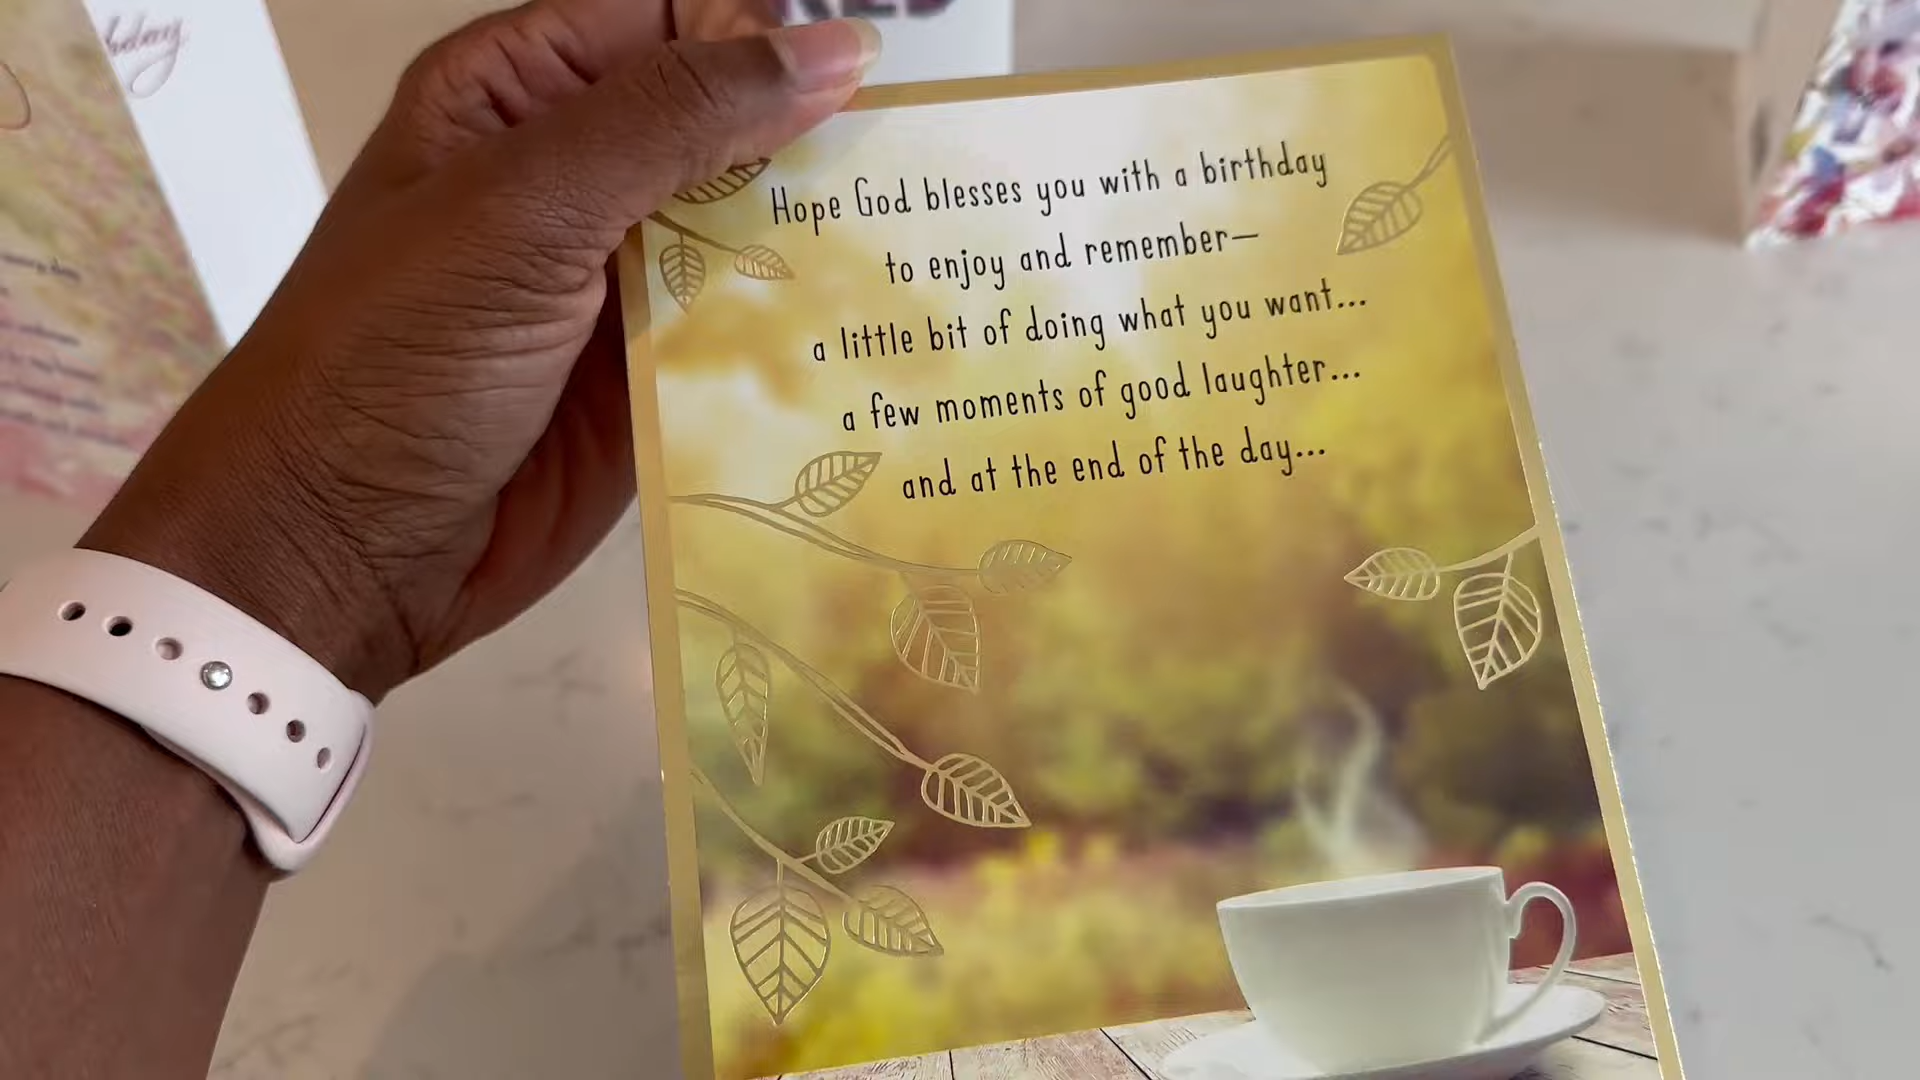 Hope God blesses you with a birthday
to enjoy and remember—
a little bit of doing what you want...
a few moments of good laughter...
and at the end of the day...